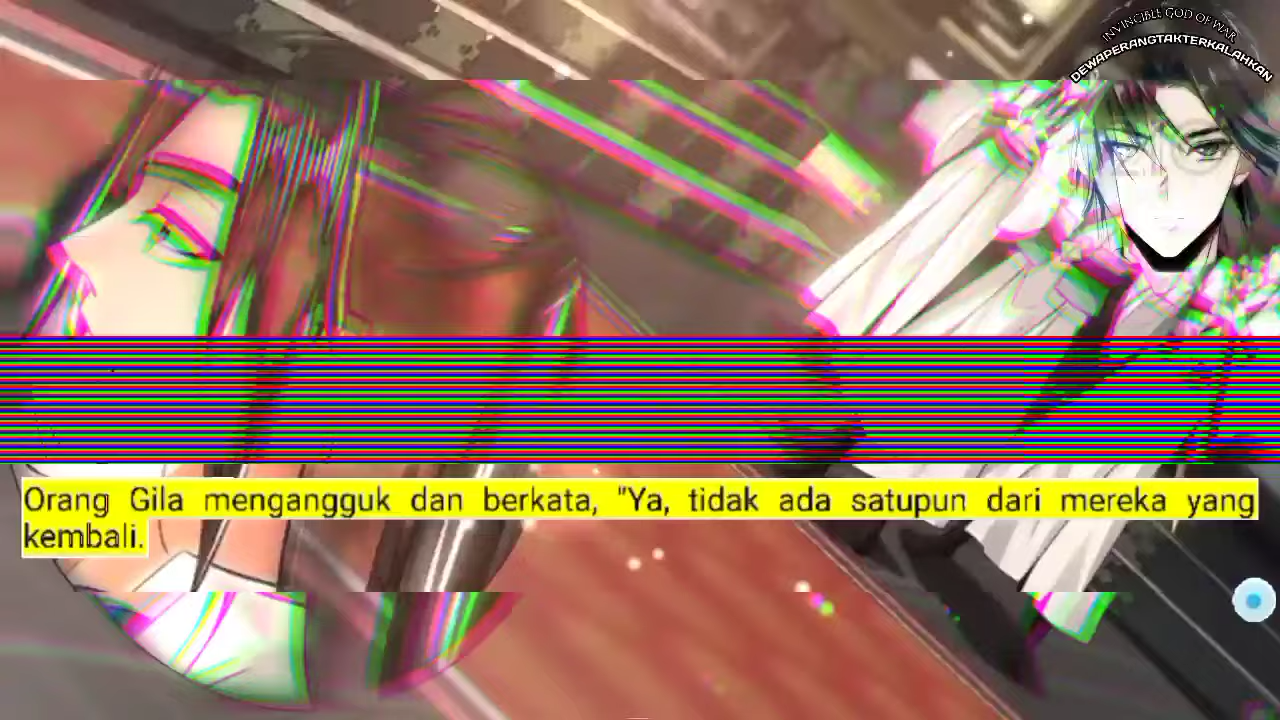 INVINCIBLE GOD OF WAR
DEWAPERANGTAKTERKALAHKAN
Orang Gila mengangguk dan berkata, "Ya, tidak ada satupun dari mereka yang
kembali.